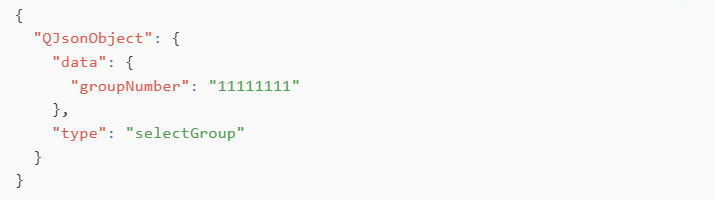 {
  "QJsonObject": {
    "data": {
      "groupNumber": "11111111"
    },
    "type": "selectGroup"
  }
}